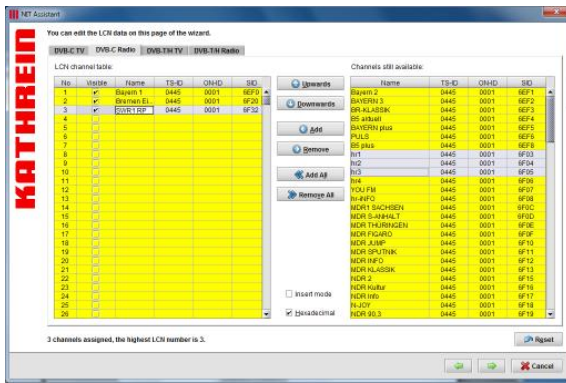 NIT Assistant
You can edit the LCN data on this page of the wizard.
DVB-C TV DVB-C Radio DVB-T/H TV DVB-T/H Radio
LCN channel table:
No Visible Name TS-ID ON-ID SID
1 Bayern 1 0445 0001 6EF0
2 Bremen Ei... 0445 0001 6F20
3 SWR1 RP 0445 0001 6F32
4
5
6
7
8
9
10
11
12
13
14
15
16
17
18
19
20
21
22
23
24
25
26
Upwards
Downwards
Add
Remove
Add All
Remove All
Insert mode
Hexadecimal
Channels still available:
Name TS-ID ON-ID SID
Bayern 2 0445 0001 6EF1
BAYERN 3 0445 0001 6EF2
BR-KLASSIK 0445 0001 6EF3
B5 aktuell 0445 0001 6EF4
BAYERN plus 0445 0001 6EF5
PULS 0445 0001 6EF6
B5 plus 0445 0001 6EF8
hr1 0445 0001 6F03
hr2 0445 0001 6F04
hr3 0445 0001 6F05
hr4 0445 0001 6F06
YOU FM 0445 0001 6F07
hr-iNFO 0445 0001 6F08
MDR1 SACHSEN 0445 0001 6F0C
MDR S-ANHALT 0445 0001 6F0D
MDR THÜRINGEN 0445 0001 6F0E
MDR FIGARO 0445 0001 6F0F
MDR JUMP 0445 0001 6F10
MDR SPUTNIK 0445 0001 6F11
MDR INFO 0445 0001 6F12
MDR KLASSIK 0445 0001 6F13
NDR 2 0445 0001 6F15
NDR Kultur 0445 0001 6F16
NDR Info 0445 0001 6F17
N-JOY 0445 0001 6F18
NDR 90,3 0445 0001 6F19
KATHREIN
3 channels assigned, the highest LCN number is 3.
Reset
Cancel